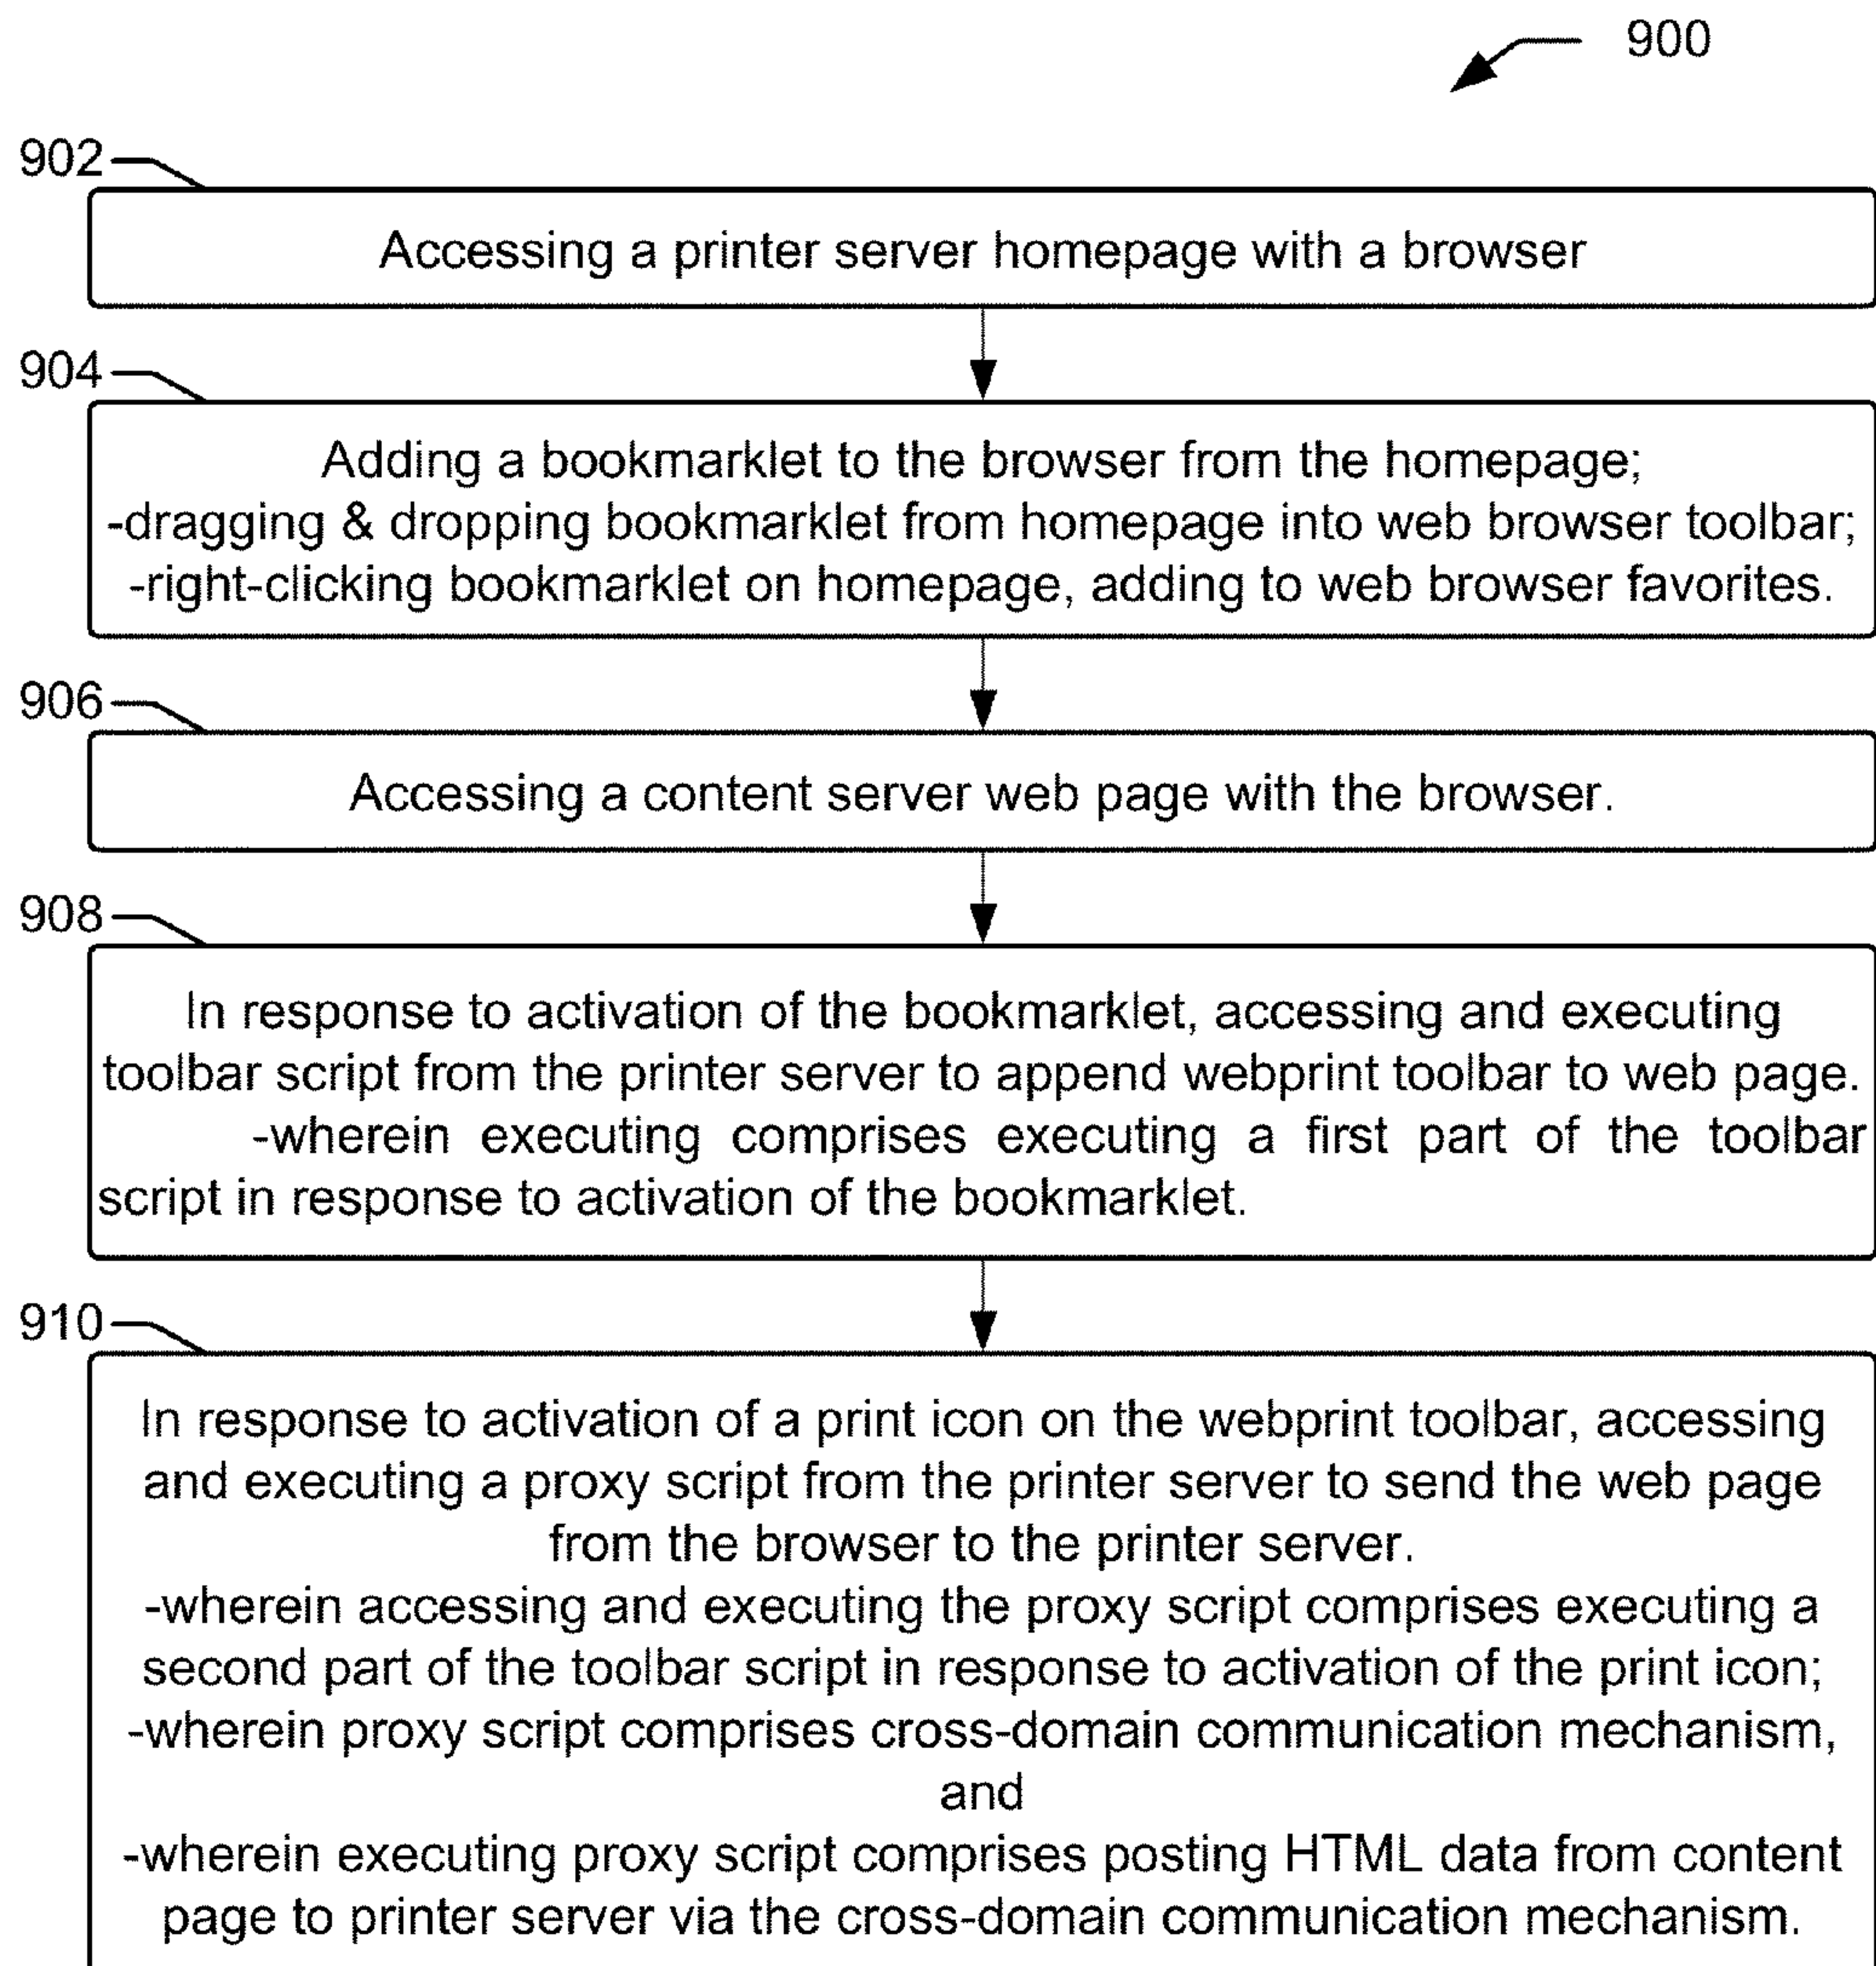 900
902
Accessing a printer server homepage with a browser
904
Adding a bookmarklet to the browser from the homepage;
-dragging & dropping bookmarklet from homepage into web browser toolbar;
-right-clicking bookmarklet on homepage, adding to web browser favorites.
906
Accessing a content server web page with the browser.
908
In response to activation of the bookmarklet, accessing and executing
toolbar script from the printer server to append webprint toolbar to web page.
-wherein executing comprises executing a first part of the toolbar
script in response to activation of the bookmarklet.
910
In response to activation of a print icon on the webprint toolbar, accessing
and executing a proxy script from the printer server to send the web page
from the browser to the printer server.
-wherein accessing and executing the proxy script comprises executing a
second part of the toolbar script in response to activation of the print icon;
-wherein proxy script comprises cross-domain communication mechanism,
and
-wherein executing proxy script comprises posting HTML data from content
page to printer server via the cross-domain communication mechanism.